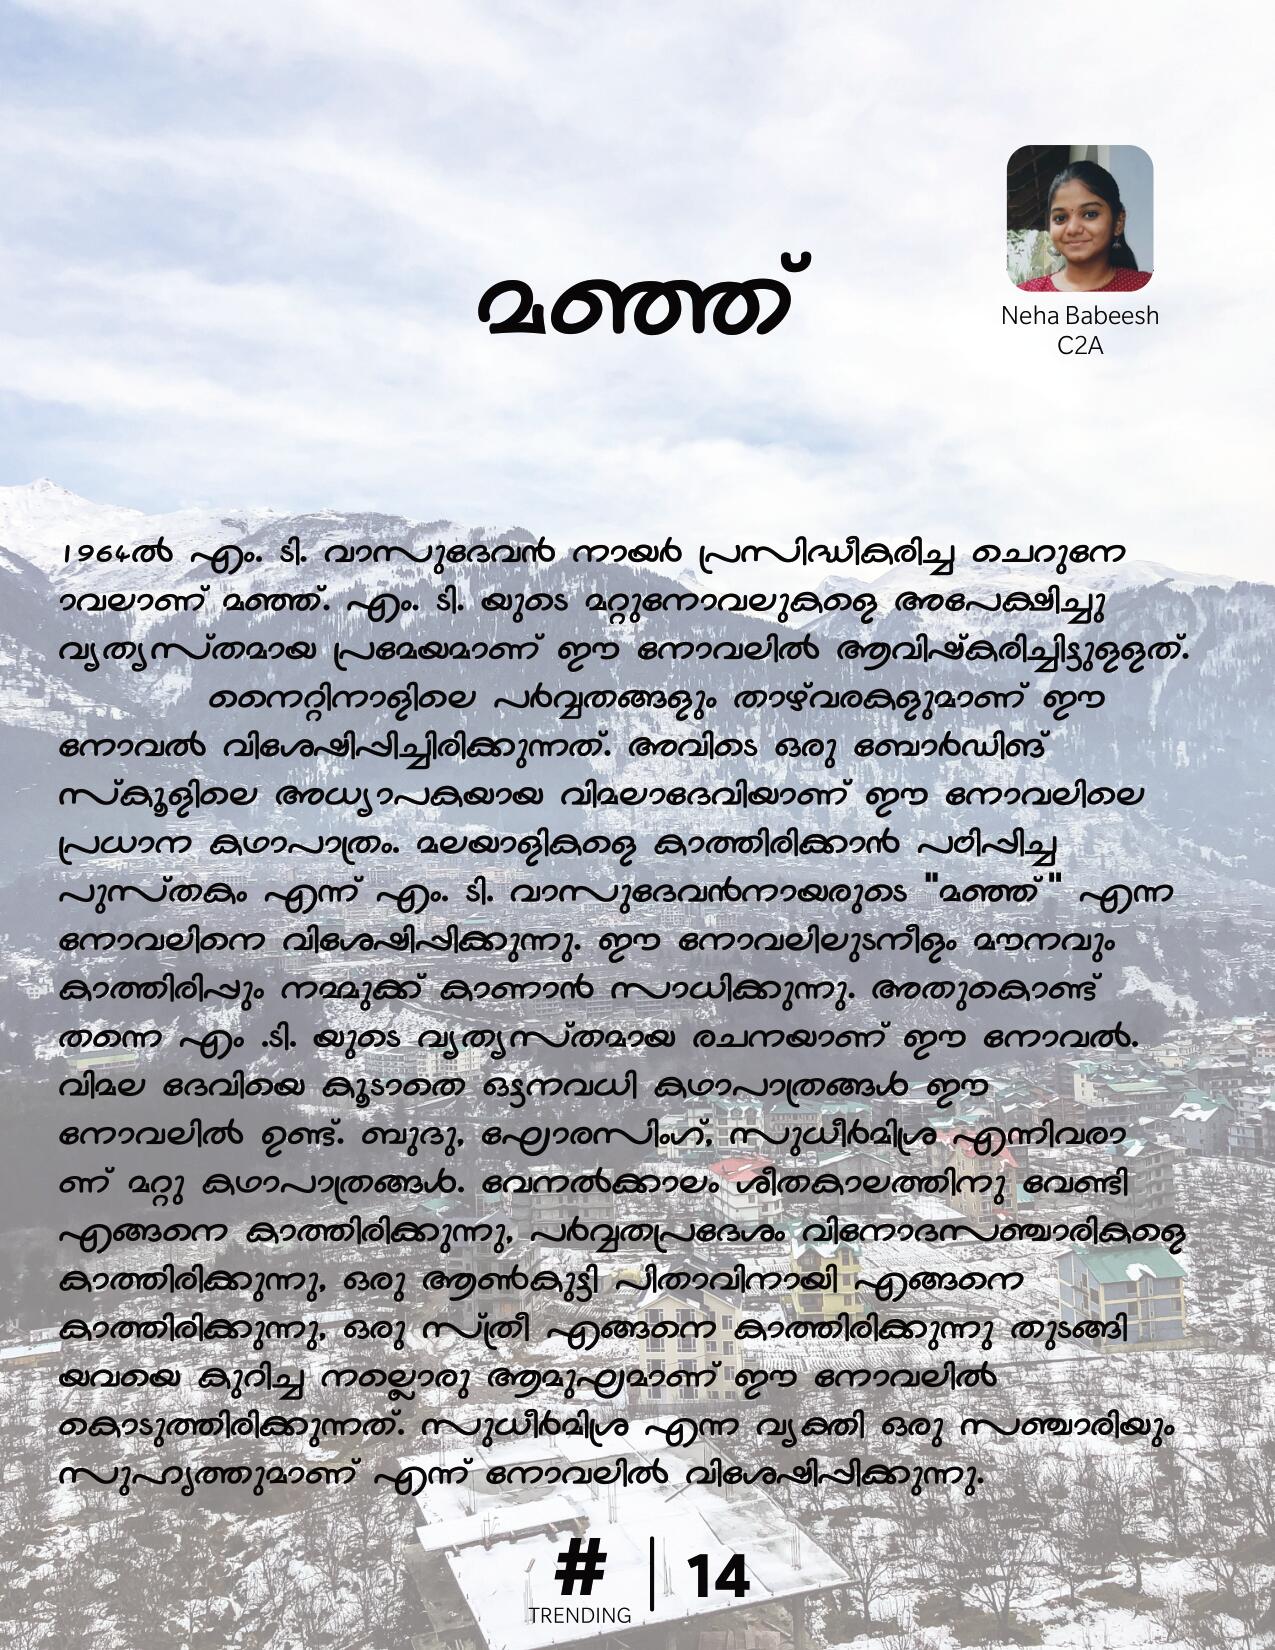 മഞ്ഞ്
Neha Babeesh
C2A
1964ൽ എം. ടി. വാസുദേവൻ നായർ പ്രസിദ്ധീകരിച്ച ചെറുനേ
ാവലാണ് മഞ്ഞ്. എം. ടി. യുടെ മറ്റുനോവലുകളെ അപേക്ഷിച്ചു
വ്യത്യസ്തമായ പ്രമേയമാണ് ഈ നോവലിൽ ആവിഷ്കരിച്ചിട്ടുളളത്.
നൈറ്റിനാളിലെ പർവ്വതങ്ങളും താഴ്‌വരകളുമാണ് ഈ
നോവൽ വിശേഷിപ്പിച്ചിരിക്കുന്നത്. അവിടെ ഒരു ബോർഡിങ്
സ്കൂളിലെ അധ്യാപകയായ വിമലാദേവിയാണ് ഈ നോവലിലെ
പ്രധാന കഥാപാത്രം. മലയാളികളെ കാത്തിരിക്കാൻ പഠിപ്പിച്ച
പുസ്തകം എന്ന് എം. ടി. വാസുദേവൻനായരുടെ "മഞ്ഞ്" എന്ന
നോവലിനെ വിശേഷിപ്പിക്കുന്നു. ഈ നോവലിലുടനീളം മൗനവും
കാത്തിരിപ്പും നമ്മുക്ക് കാണാൻ സാധിക്കുന്നു. അതുകൊണ്ട്
തന്നെ എം .ടി. യുടെ വ്യത്യസ്തമായ രചനയാണ് ഈ നോവൽ.
വിമല ദേവിയെ കൂടാതെ ഒട്ടനവധി കഥാപാത്രങ്ങൾ ഈ
നോവലിൽ ഉണ്ട്. ബുദു, ഘോരസിംഗ്, സുധീർമിശ്ര എന്നിവരാ
ണ് മറ്റു കഥാപാത്രങ്ങൾ. വേനൽക്കാലം ശീതകാലത്തിനു വേണ്ടി
എങ്ങനെ കാത്തിരിക്കുന്നു, പർവ്വതപ്രദേശം വിനോദസഞ്ചാരികളെ
കാത്തിരിക്കുന്നു, ഒരു ആൺകുട്ടി പിതാവിനായി എങ്ങനെ
കാത്തിരിക്കുന്നു, ഒരു സ്ത്രീ എങ്ങനെ കാത്തിരിക്കുന്നു തുടങ്ങി
യവയെ കുറിച്ച നല്ലൊരു ആമുഘ്യമാണ് ഈ നോവലിൽ
കൊടുത്തിരിക്കുന്നത്. സുധീർമിശ്ര എന്ന വ്യക്തി ഒരു സഞ്ചാരിയും
സുഹൃത്തുമാണ് എന്ന് നോവലിൽ വിശേഷിപ്പിക്കുന്നു.
# | 14
TRENDING